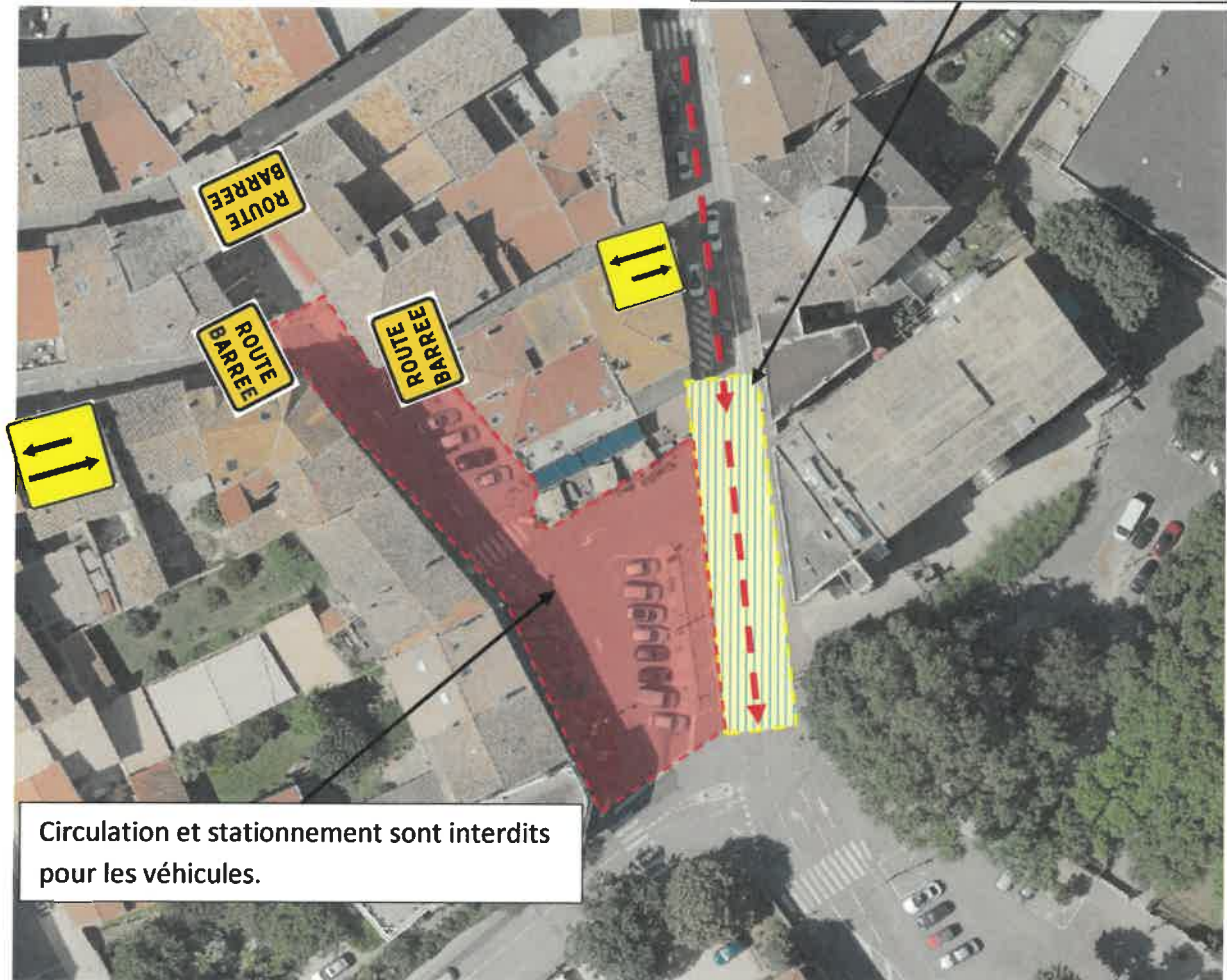 ROUTE
BARREE
ROUTE
BARREE
ROUTE
BARREE
Circulation et stationnement sont interdits
pour les véhicules.